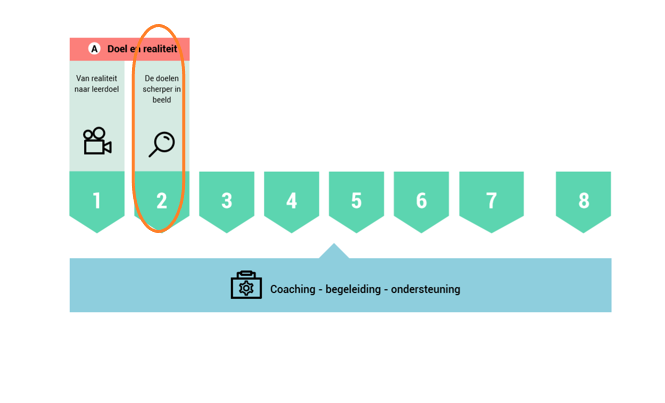 A Doel en realiteit
Van realiteit
naar leerdoel
De doelen
scherper in
beeld
1 2 3 4 5 6 7 8
Coaching - begeleiding - ondersteuning